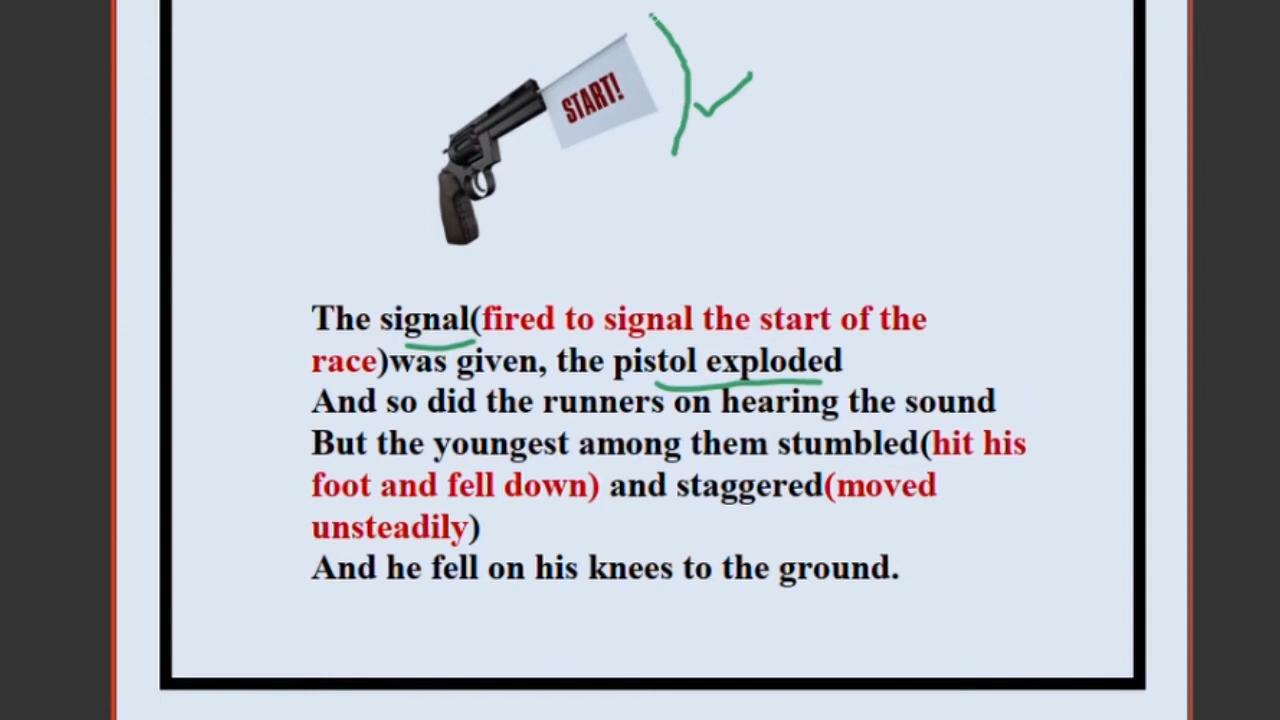 START!
The signal(fired to signal the start of the
race)was given, the pistol exploded
And so did the runners on hearing the sound
But the youngest among them stumbled(hit his
foot and fell down) and staggered(moved
unsteadily)
And he fell on his knees to the ground.